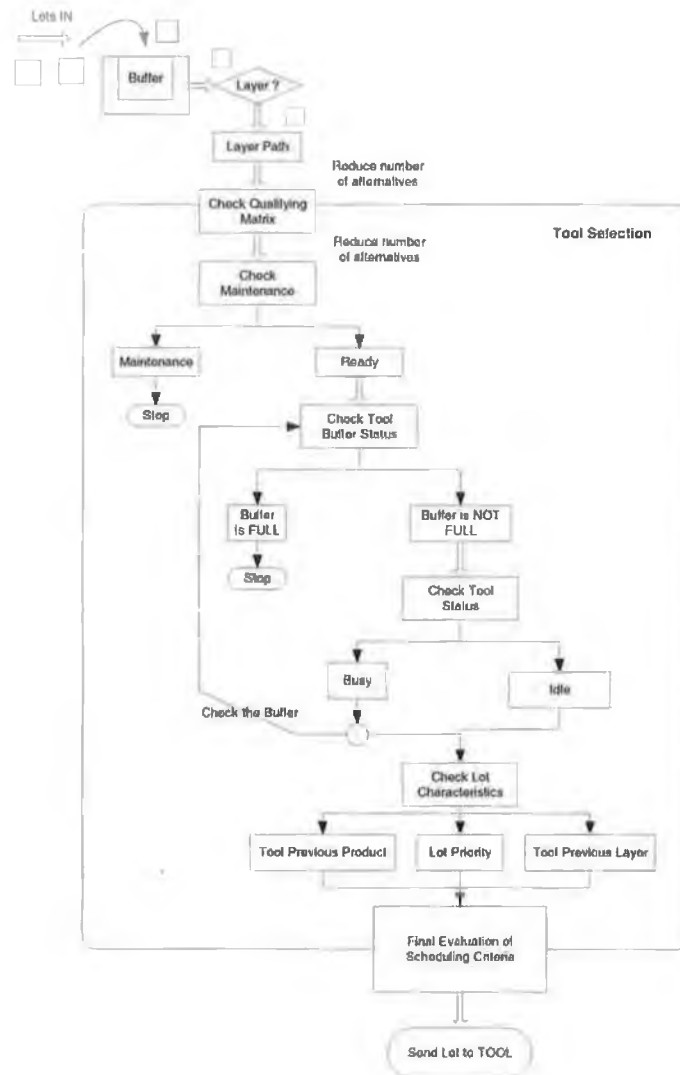 Lots IN
Buffer
Layer ?
Layer Path
Reduce number
of alternatives
Check Qualifying
Matrix
Tool Selection
Reduce number
of alternatives
Check
Maintenance
Maintenance
Ready
Stop
Check Tool
Buffer Status
Buffer
is FULL
Buffer is NOT
FULL
Stop
Check Tool
Status
Busy
Idle
Check the Buffer
Check Lot
Characteristics
Tool Previous Product
Lot Priority
Tool Previous Layer
Final Evaluation of
Scheduling Criteria
Send Lot to TOOL